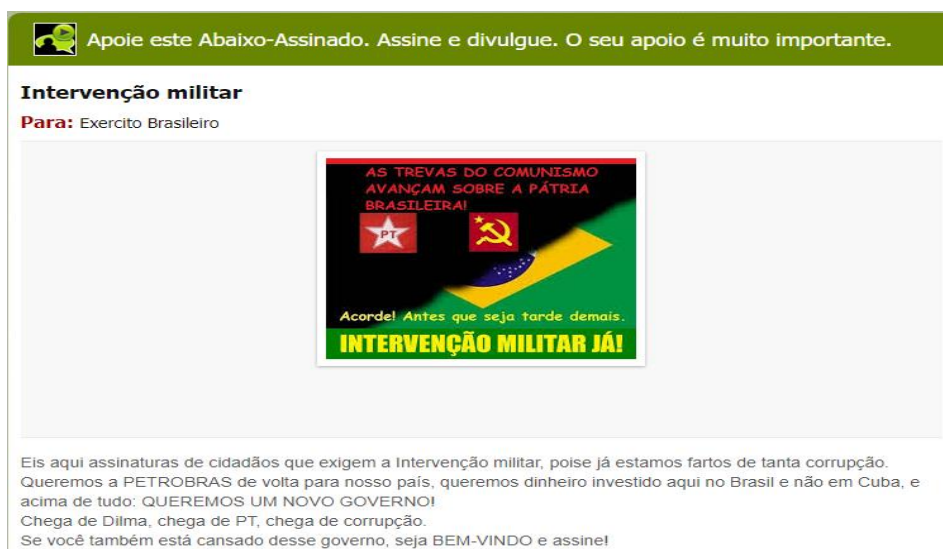 Apoie este Abaixo-Assinado. Assine e divulgue. O seu apoio é muito importante.
Intervenção militar
Para: Exercito Brasileiro
AS TREVAS DO COMUNISMO
AVANÇAM SOBRE A PÁTRIA
BRASILEIRA!
PT
Acorde! Antes que seja tarde demais.
INTERVENÇÃO MILITAR JÁ!
Eis aqui assinaturas de cidadãos que exigem a Intervenção militar, poise já estamos fartos de tanta corrupção.
Queremos a PETROBRAS de volta para nosso país, queremos dinheiro investido aqui no Brasil e não em Cuba, e
acima de tudo: QUEREMOS UM NOVO GOVERNO!
Chega de Dilma, chega de PT, chega de corrupção.
Se você também está cansado desse governo, seja BEM-VINDO e assine!